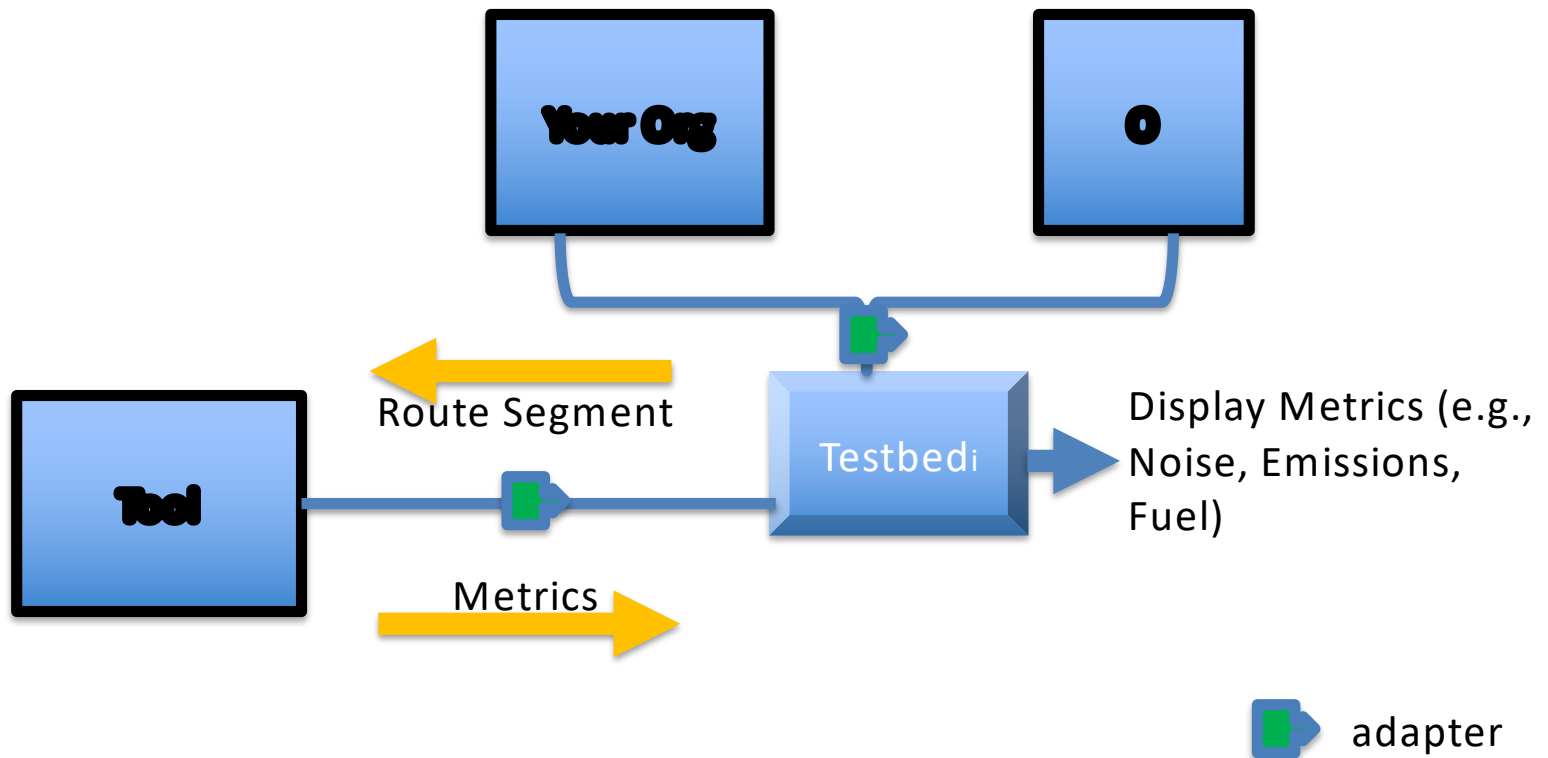 Your Org
O
Route Segment
Tool
Testbedi
Display Metrics (e.g.,
Noise, Emissions,
Fuel)
Metrics
adapter